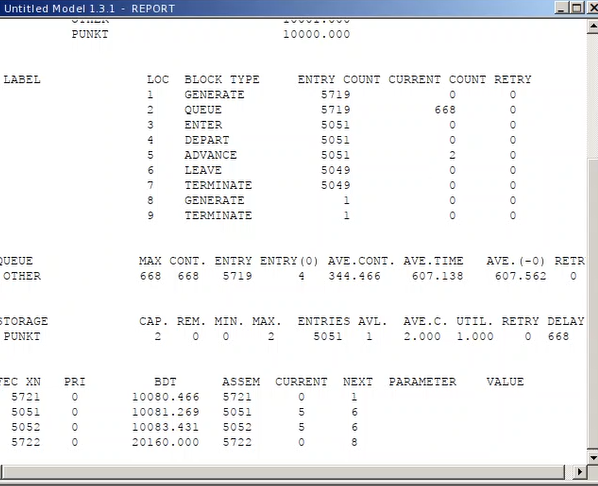 Untitled Model 1.3.1 - REPORT
PUNKT 10000.000
LABEL LOC BLOCK TYPE ENTRY COUNT CURRENT COUNT RETRY
1 GENERATE 5719 0 0
2 QUEUE 5719 668 0
3 ENTER 5051 0 0
4 DEPART 5051 0 0
5 ADVANCE 5051 2 0
6 LEAVE 5049 0 0
7 TERMINATE 5049 0 0
8 GENERATE 1 0 0
9 TERMINATE 1 0 0
QUEUE MAX CONT. ENTRY ENTRY(0) AVE.CONT. AVE.TIME AVE.(-0) RETR
OTHER 668 668 5719 4 344.466 607.138 607.562 0
STORAGE CAP. REM. MIN. MAX. ENTRIES AVL. AVE.C. UTIL. RETRY DELAY
PUNKT 2 0 0 2 5051 1 2.000 1.000 0 668
FEC XN PRI BDT ASSEM CURRENT NEXT PARAMETER VALUE
5721 0 10080.466 5721 0 1
5051 0 10081.269 5051 5 6
5052 0 10083.431 5052 5 6
5722 0 20160.000 5722 0 8